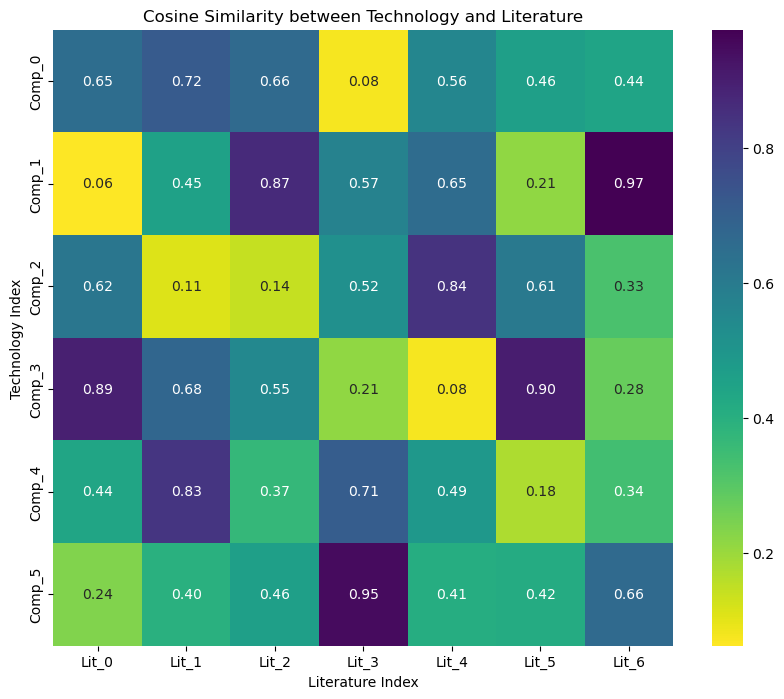 Cosine Similarity between Technology and Literature
Technology Index
Comp_0 0.65 0.72 0.66 0.08 0.56 0.46 0.44
Comp_1 0.06 0.45 0.87 0.57 0.65 0.21 0.97
Comp_2 0.62 0.11 0.14 0.52 0.84 0.61 0.33
Comp_3 0.89 0.68 0.55 0.21 0.08 0.90 0.28
Comp_4 0.44 0.83 0.37 0.71 0.49 0.18 0.34
Comp_5 0.24 0.40 0.46 0.95 0.41 0.42 0.66
Lit_0 Lit_1 Lit_2 Lit_3 Lit_4 Lit_5 Lit_6
Literature Index
0.8
0.6
0.4
0.2